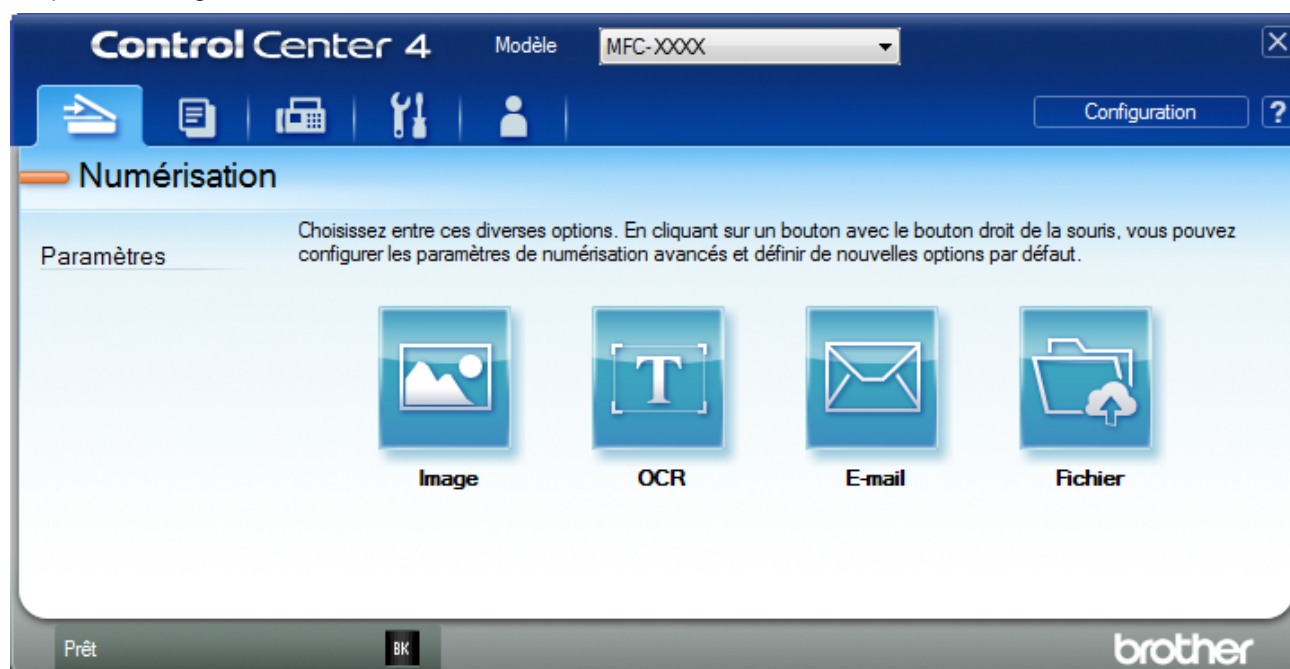 Control Center 4 Modèle MFC-XXXX
Configuration ?
Numérisation
Paramètres
Choisissez entre ces diverses options. En cliquant sur un bouton avec le bouton droit de la souris, vous pouvez
configurer les paramètres de numérisation avancés et définir de nouvelles options par défaut.
T
Image OCR E-mail Fichier
Prêt BK brother